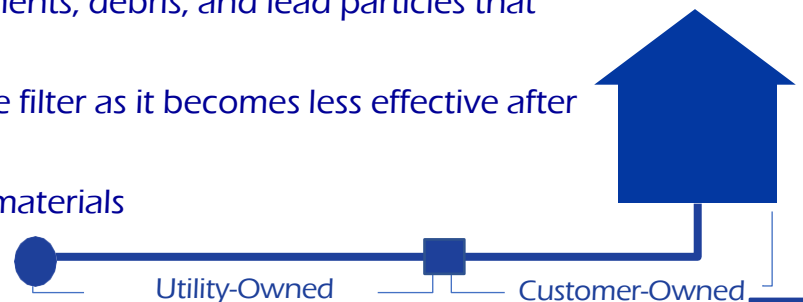 ents, debris, and lead particles that
e filter as it becomes less effective after
materials
Utility-Owned
Customer-Owned